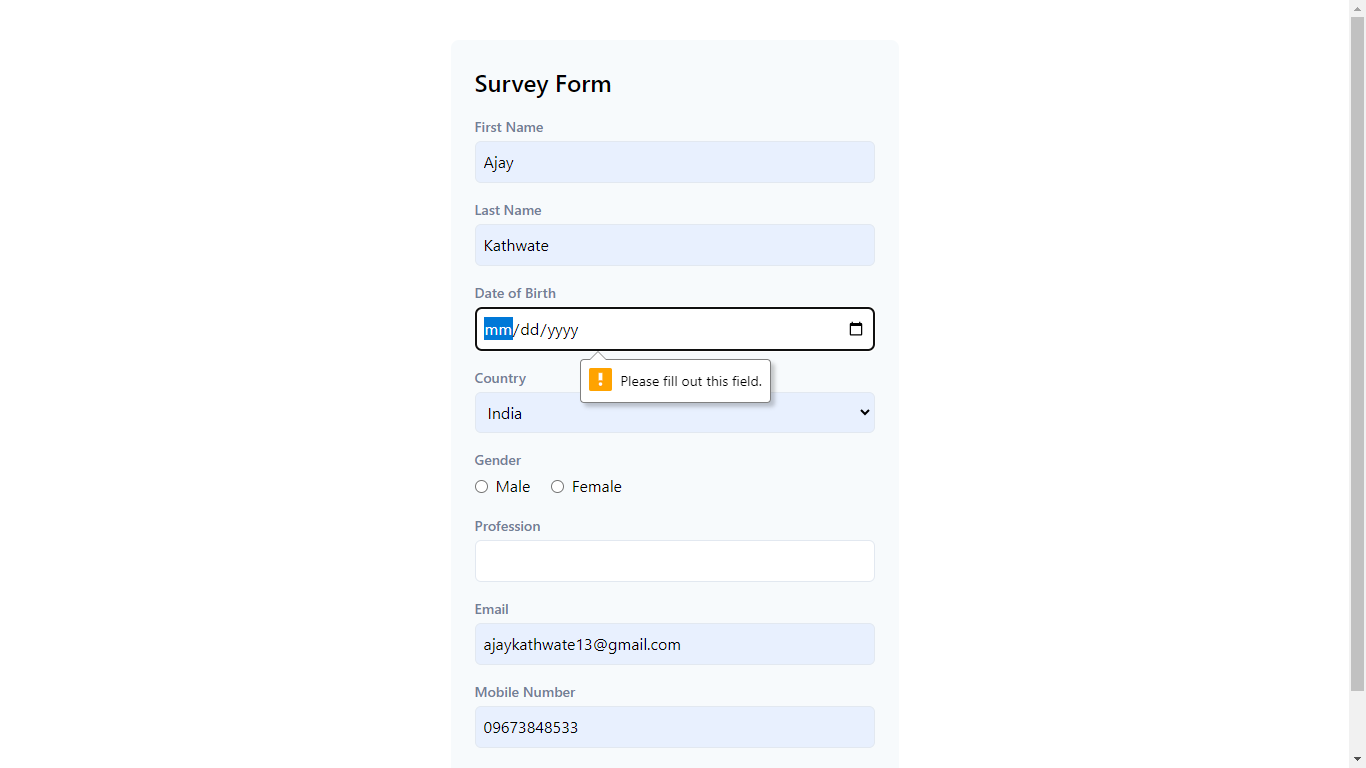 Survey Form
First Name
Ajay
Last Name
Kathwate
Date of Birth
mm/dd/yyyy
Please fill out this field.
Country
India
Gender
Male Female
Profession
Email
ajaykathwate13@gmail.com
Mobile Number
09673848533